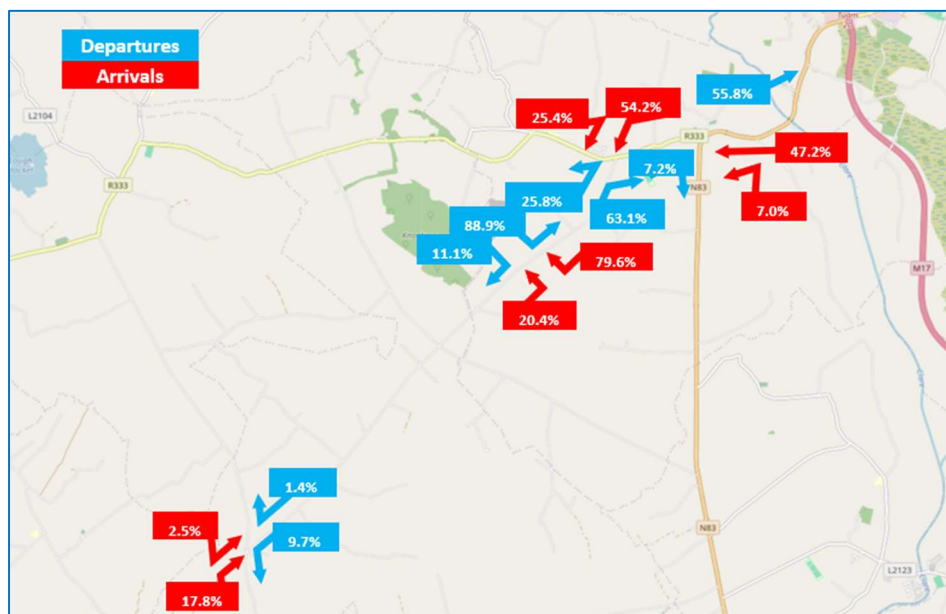 Departures
Arrivals
Tuam
55.8%
54.2%
25.4%
L2104
R333
47.2%
7.2%
R333
N83
25.8%
63.1%
7.0%
88.9%
11.1%
79.6%
M17
20.4%
1.4%
2.5%
9.7%
N83
17.8%
L2123